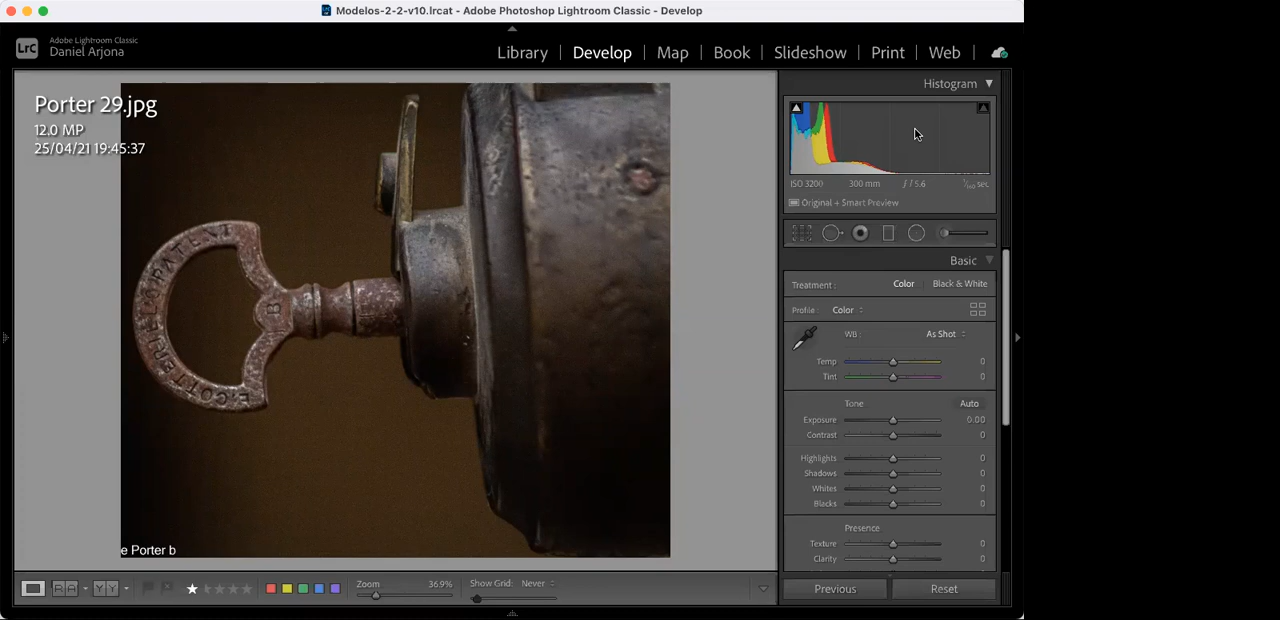 Modelos-2-2-v10.lrcat - Adobe Photoshop Lightroom Classic - Develop
LrC
Adobe Lightroom Classic
Daniel Arjona
Library | Develop | Map | Book | Slideshow | Print | Web
Histogram
Porter 29.jpg
12.0 MP
25/04/21 19:45:37
ISO 3200 300 mm ƒ / 5.6 sec
Original + Smart Preview
Basic
Treatment : Color Black & White
Profile : Color
WB : As Shot
Temp 0
Tint 0
Tone Auto
Exposure 0.00
Contrast 0
Highlights 0
Shadows 0
Whites 0
Blacks 0
Presence
Texture 0
Clarity 0
PATENT
B
E.COTTERILL
e Porter b
R A
Y Y
Zoom 36.9%
Show Grid: Never
Previous Reset